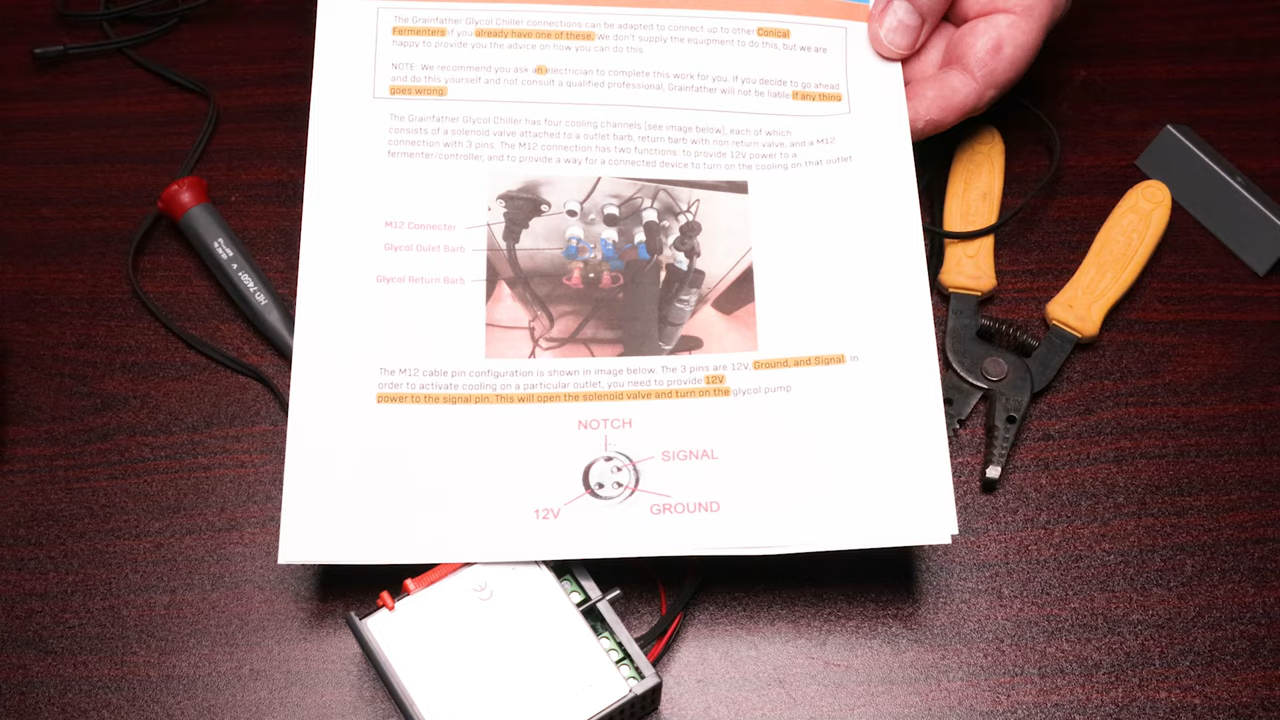 The Grainfather Glycol Chiller connections can be adapted to connect up to other Conical
Fermenters if you already have one of these. We don't supply the equipment to do this, but we are
happy to provide you the advice on how you can do this.
NOTE: We recommend you ask an electrician to complete this work for you. If you decide to go ahead
and do this yourself and not consult a qualified professional, Grainfather will not be liable if any thing
goes wrong.
The Grainfather Glycol Chiller has four cooling channels (see image below), each of which
consists of a solenoid valve attached to a outlet barb, return barb with non return valve, and a M12
connection with 3 pins. The M12 connection has two functions: to provide 12V power to a
fermenter/controller, and to provide a way for a connected device to turn on the cooling on that outlet
M12 Connecter
Glycol Oulet Barb
Glycol Return Barb
The M12 cable pin configuration is shown in image below. The 3 pins are 12V, Ground, and Signal. In
order to activate cooling on a particular outlet, you need to provide 12V
power to the signal pin. This will open the solenoid valve and turn on the glycol pump
NOTCH
SIGNAL
12V
GROUND
CE